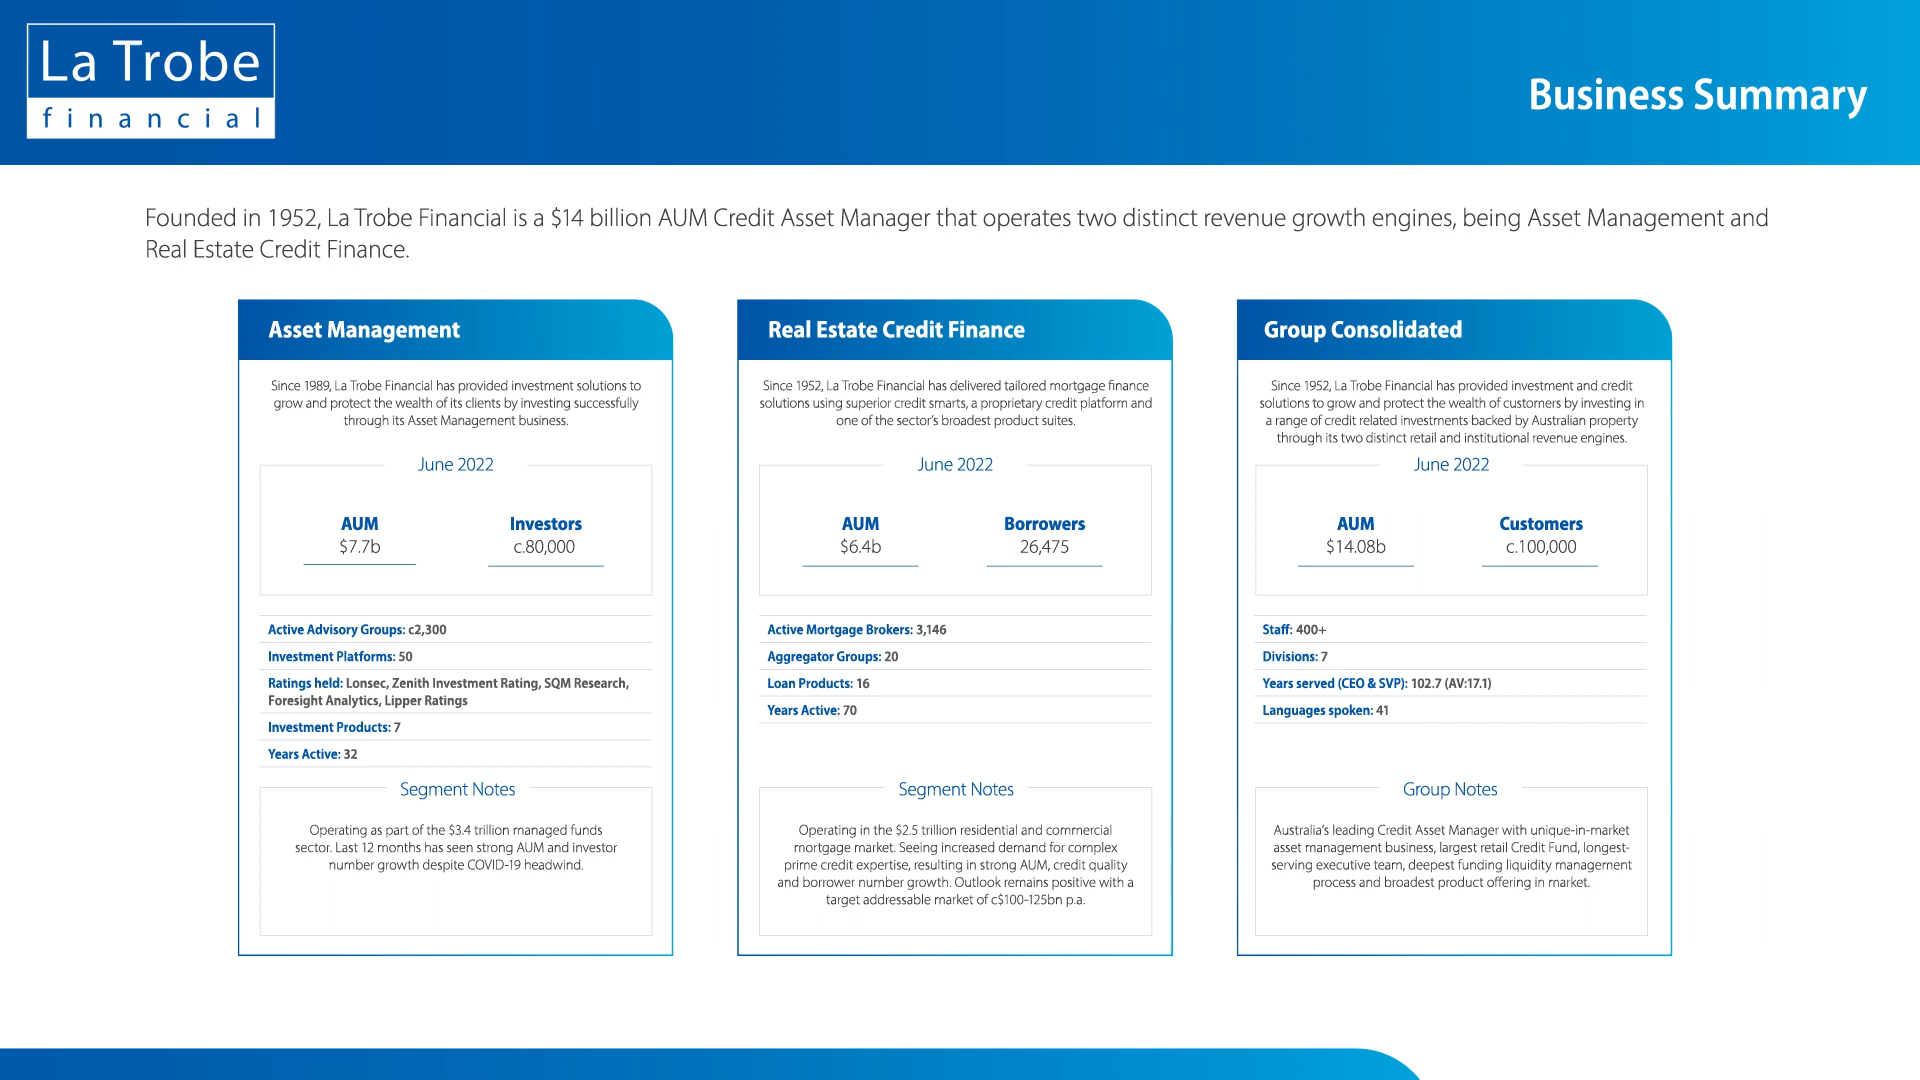 La Trobe
financial
Business Summary
Founded in 1952, La Trobe Financial is a $14 billion AUM Credit Asset Manager that operates two distinct revenue growth engines, being Asset Management and
Real Estate Credit Finance.
Asset Management
Since 1989, La Trobe Financial has provided investment solutions to
grow and protect the wealth of its clients by investing successfully
through its Asset Management business.
June 2022
AUM
$7.7b
Investors
c.80,000
Active Advisory Groups: c2,300
Investment Platforms: 50
Ratings held: Lonsec, Zenith Investment Rating, SQM Research,
Foresight Analytics, Lipper Ratings
Investment Products: 7
Years Active: 32
Segment Notes
Operating as part of the $3.4 trillion managed funds
sector. Last 12 months has seen strong AUM and investor
number growth despite COVID-19 headwind.
Real Estate Credit Finance
Since 1952, La Trobe Financial has delivered tailored mortgage finance
solutions using superior credit smarts, a proprietary credit platform and
one of the sector's broadest product suites.
June 2022
AUM
$6.4b
Borrowers
26,475
Active Mortgage Brokers: 3,146
Aggregator Groups: 20
Loan Products: 16
Years Active: 70
Segment Notes
Operating in the $2.5 trillion residential and commercial
mortgage market. Seeing increased demand for complex
prime credit expertise, resulting in strong AUM, credit quality
and borrower number growth. Outlook remains positive with a
target addressable market of c$100-125bn p.a.
Group Consolidated
Since 1952, La Trobe Financial has provided investment and credit
solutions to grow and protect the wealth of customers by investing in
a range of credit related investments backed by Australian property
through its two distinct retail and institutional revenue engines.
June 2022
AUM
$14.08b
Customers
c.100,000
Staff: 400+
Divisions: 7
Years served (CEO & SVP): 102.7 (AV:17.1)
Languages spoken: 41
Group Notes
Australia's leading Credit Asset Manager with unique-in-market
asset management business, largest retail Credit Fund, longest-
serving executive team, deepest funding liquidity management
process and broadest product offering in market.